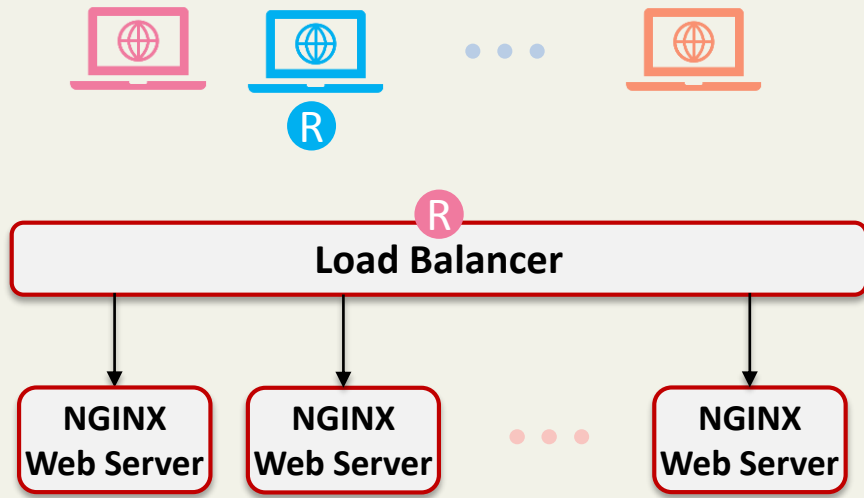 R
R
Load Balancer
NGINX
Web Server
NGINX
Web Server
NGINX
Web Server